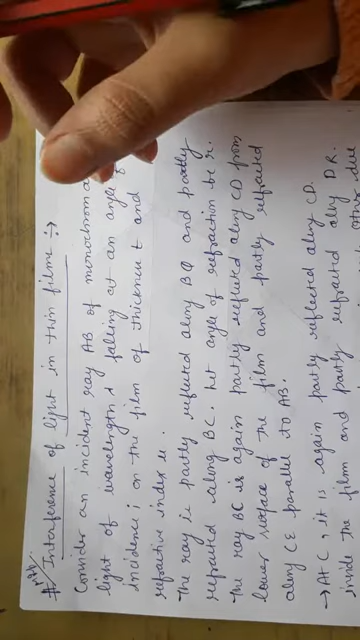 # Interference of light in thin films :→
Consider an incident ray AB of monochrom a
light of wavelength λ falling at an angle of
incidence i on the film of thickness t and
refractive index u.
The ray is partly reflected along BQ and partly
refracted along BC. Let angle of refraction be r.
The ray BC is again partly reflected along CD from
lower surface of the film and partly refracted
along CE parallel to AB.
→ At C, it is again partly reflected along CD.
inside the film and partly refracted along DR.